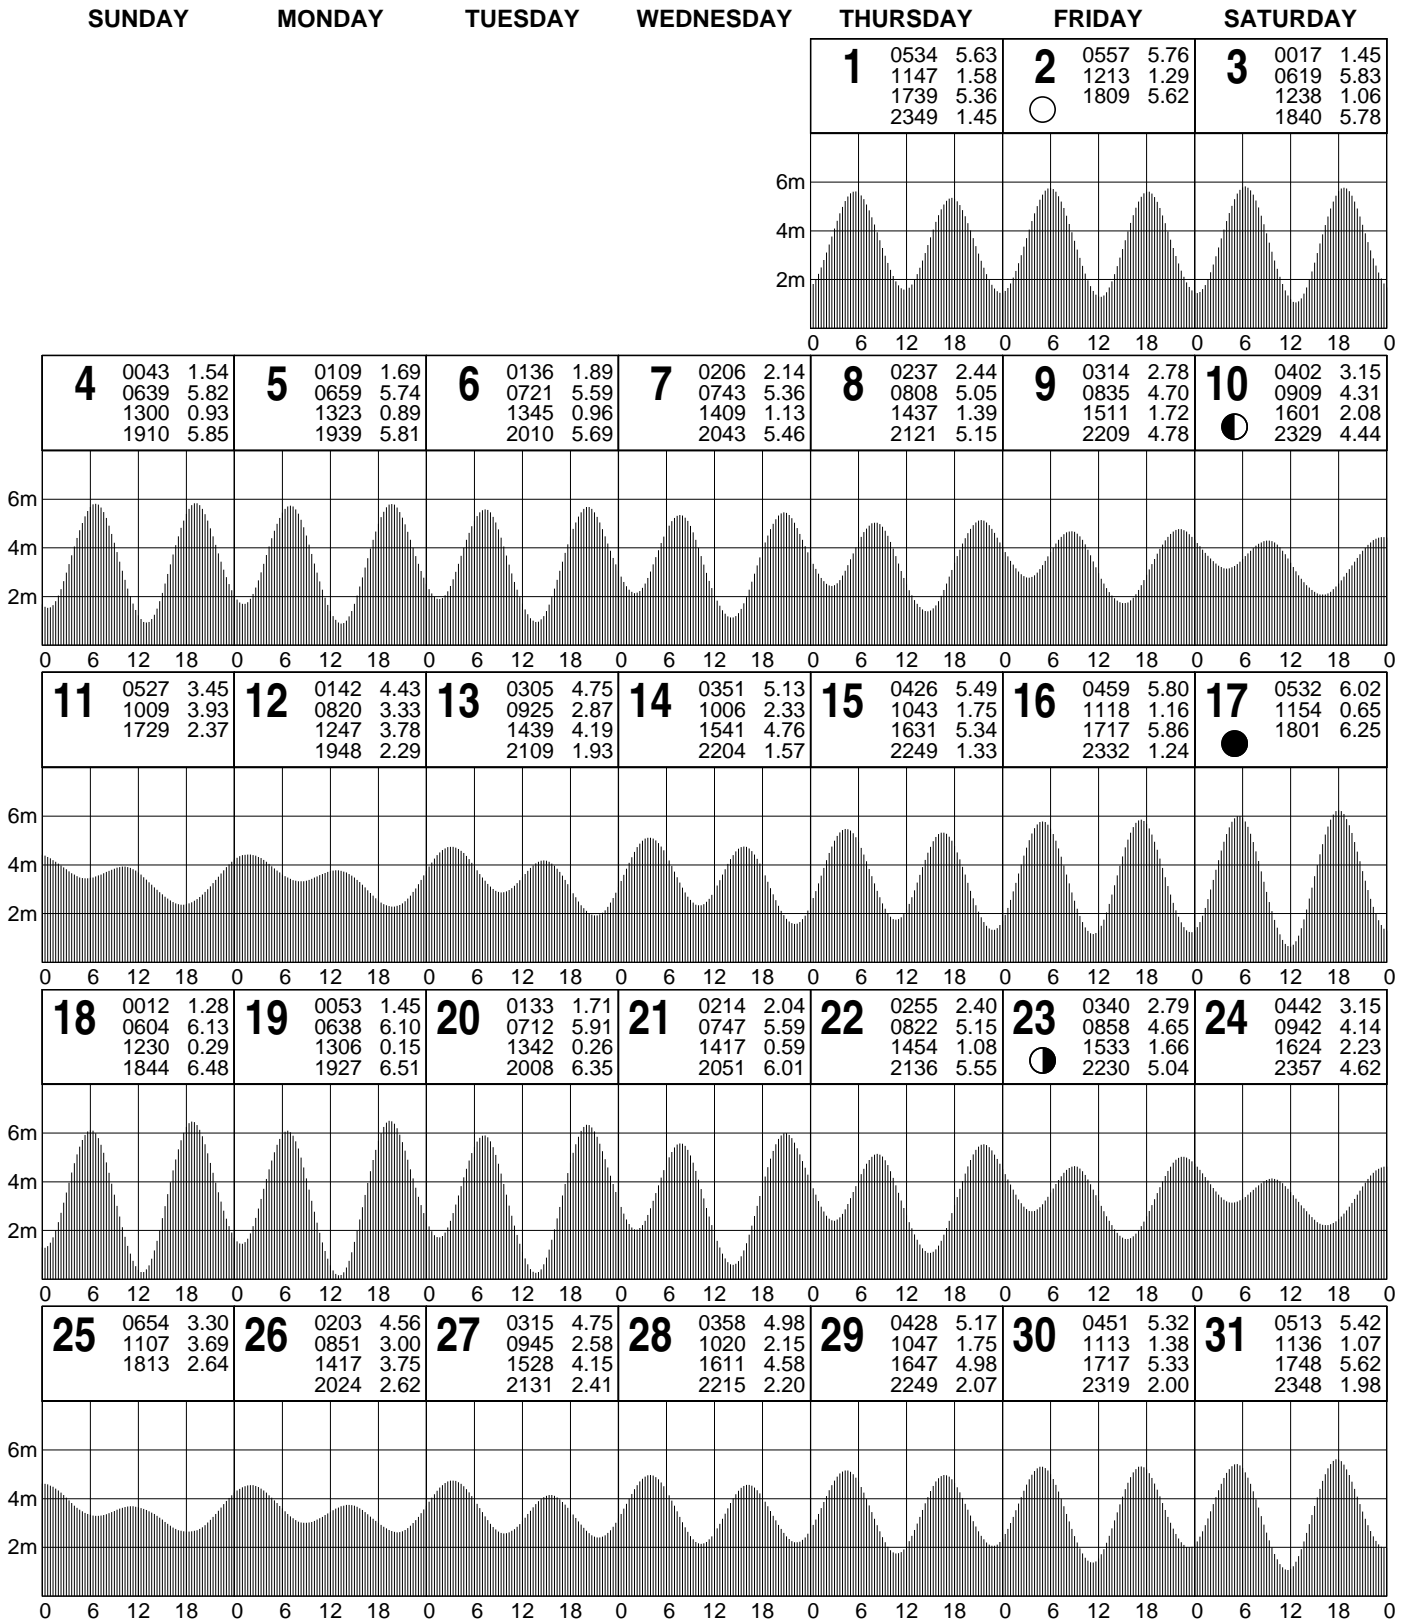 SUNDAY MONDAY TUESDAY WEDNESDAY THURSDAY FRIDAY SATURDAY
1 0534 5.63 2 0557 5.76 3 0017 1.45
1147 1.58 1213 1.29 0619 5.83
1739 5.36 1809 5.62 1238 1.06
2349 1.45 1840 5.78
6m
4m
2m
0 6 12 18 0 6 12 18 0 6 12 18 0
4 0043 1.54 5 0109 1.69 6 0136 1.89 7 0206 2.14 8 0237 2.44 9 0314 2.78 10 0402 3.15
0639 5.82 0659 5.74 0721 5.59 0743 5.36 0808 5.05 0835 4.70 0909 4.31
1300 0.93 1323 0.89 1345 0.96 1409 1.13 1437 1.39 1511 1.72 1601 2.08
1910 5.85 1939 5.81 2010 5.69 2043 5.46 2121 5.15 2209 4.78 2329 4.44
6m
4m
2m
0 6 12 18 0 6 12 18 0 6 12 18 0 6 12 18 0 6 12 18 0 6 12 18 0 6 12 18 0
11 0527 3.45 12 0142 4.43 13 0305 4.75 14 0351 5.13 15 0426 5.49 16 0459 5.80 17 0532 6.02
1009 3.93 0820 3.33 0925 2.87 1006 2.33 1043 1.75 1118 1.16 1154 0.65
1729 2.37 1247 3.78 1439 4.19 1541 4.76 1631 5.34 1717 5.86 1801 6.25
1948 2.29 2109 1.93 2204 1.57 2249 1.33 2332 1.24
6m
4m
2m
0 6 12 18 0 6 12 18 0 6 12 18 0 6 12 18 0 6 12 18 0 6 12 18 0 6 12 18 0
18 0012 1.28 19 0053 1.45 20 0133 1.71 21 0214 2.04 22 0255 2.40 23 0340 2.79 24 0442 3.15
0604 6.13 0638 6.10 0712 5.91 0747 5.59 0822 5.15 0858 4.65 0942 4.14
1230 0.29 1306 0.15 1342 0.26 1417 0.59 1454 1.08 1533 1.66 1624 2.23
1844 6.48 1927 6.51 2008 6.35 2051 6.01 2136 5.55 2230 5.04 2357 4.62
6m
4m
2m
0 6 12 18 0 6 12 18 0 6 12 18 0 6 12 18 0 6 12 18 0 6 12 18 0 6 12 18 0
25 0654 3.30 26 0203 4.56 27 0315 4.75 28 0358 4.98 29 0428 5.17 30 0451 5.32 31 0513 5.42
1107 3.69 0851 3.00 0945 2.58 1020 2.15 1047 1.75 1113 1.38 1136 1.07
1813 2.64 1417 3.75 1528 4.15 1611 4.58 1647 4.98 1717 5.33 1748 5.62
2024 2.62 2131 2.41 2215 2.20 2249 2.07 2319 2.00 2348 1.98
6m
4m
2m
0 6 12 18 0 6 12 18 0 6 12 18 0 6 12 18 0 6 12 18 0 6 12 18 0 6 12 18 0